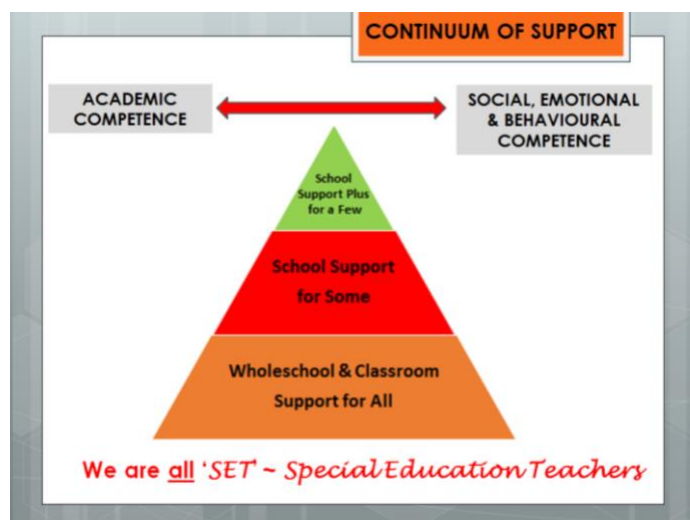 CONTINUUM OF SUPPORT
ACADEMIC
COMPETENCE
SOCIAL, EMOTIONAL
& BEHAVIOURAL
COMPETENCE
School
Support Plus
for a Few
School Support
for Some
Wholeschool & Classroom
Support for All
We are all 'SET' ~ Special Education Teachers